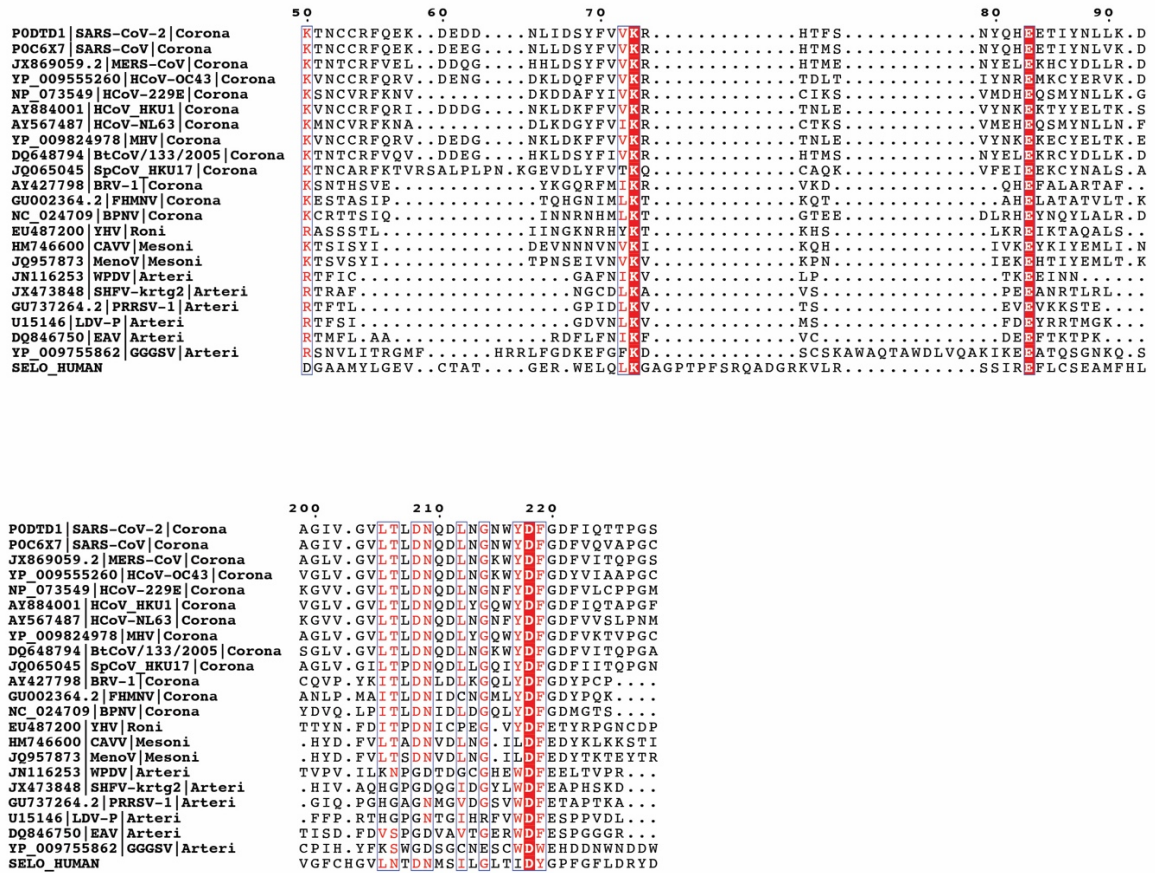 50 60 70 80 90
P0DTD1|SARS-CoV-2|Corona KTNCCRFQEK..DEDD....NLIDSYFVVKR.............HTFS............NYQHEETIYNLLK.D
P0C6X7|SARS-CoV|Corona KTNCCRFQEK..DEEG....NLLDSYFVVKR.............HTMS............NYQHEETIYNLVK.D
JX869059.2|MERS-CoV|Corona KTNTCRFVEL..DDQG....HHLDSYFVVKR.............HTME............NYELEKHCYDLLR.D
YP_009555260|HCoV-OC43|Corona KVNCCRFQRV..DENG....DKLDQFFVVKR.............TDLT............IYNREMKCYERVK.D
NP_073549|HCoV-229E|Corona KSNCVRFKNV.........DKDDAFYIVKR.............CIKS............VMDHEQSMYNLLK.G
AY884001|HCoV_HKU1|Corona KVNCCRFQRI..DDDG....NKLDKFFVVKR.............TNLE............VYNKEKTYYELTK.S
AY567487|HCoV-NL63|Corona KMNCVRFKNA.........DLKDGYFVIKR.............CTKS............VMEHEQSMYNLLN.F
YP_009824978|MHV|Corona KVNCCRFQRV..DEDG....NKLDKFFVVKR.............TNLE............VYNKEKECYELTK.E
DQ648794|BtCoV/133/2005|Corona KTNTCRFVQV..DDEG....HKLDSYFIVKR.............HTMS............NYELEKRCYDLVK.D
JQ065045|SpCoV_HKU17|Corona KTNCARFKTVRSALPLPN.KGEVDLFYVTKQ.............CAQK............VFEIEEKCYNALS.A
AY427798|BRV-1|Corona KSNTHSVE............YKGQRFMIKR.............VKD.............QHEFALARTAF...
GU002364.2|FHMNV|Corona KESTASIP............TQHGNIMLKT.............KQT.............AHELATATVLT.K
NC_024709|BPNV|Corona KCRTTSIQ............INNRNHMLKT.............GTEE............DLRHEYNQYLALR.D
EU487200|YHV|Roni RASSSTL.............IINGKNRHYKT.............KHS.............LKREIKTAQALS..
HM746600|CAVV|Mesoni KTSISYI.............DEVNNNVNVKI.............KQH.............IVKEYKIYEMLI.N
JQ957873|MenoV|Mesoni KTSVSYI.............TPNSEIVNVKV.............KPN.............IEKHTIYEMLT.K
JN116253|WPDV|Arteri RTFIC.................GAFNIKV.............LP..............TKEEINN.....
JX473848|SHFV-krtg2|Arteri RTRAF.................NGCDLKA.............VS..............PEEANRTLRL...
GU737264.2|PRRSV-1|Arteri RTFTL.................GPIDLKV.............TS..............EVEVKKSTE....
U15146|LDV-P|Arteri RTFSI.................GDVNLKV.............MS..............FDEYRRTMGK...
DQ846750|EAV|Arteri RTMFL.AA..............RDFLFNIKF.............VC..............DEEFTKTPK....
YP_009755862|GGGSV|Arteri RSNVLITRGMF......HRRLFGDKEFGFKD.............SCSKAWAQTAWDLVQAKIKEEATQSGNKQ.S
SELO_HUMAN DGAAMYLGEV..CTAT....GER.WELQLKGAGPTPFSRQADGRKVLR............SSIREFLCSEAMFHL
200 210 220
P0DTD1|SARS-CoV-2|Corona AGIV.GVLTLDNQDLNGNWYDFGDFIQTTPGS
P0C6X7|SARS-CoV|Corona AGIV.GVLTLDNQDLNGNWYDFGDFVQVAPGC
JX869059.2|MERS-CoV|Corona AGIV.GVLTLDNQDLNGKWYDFGDFVITQPGS
YP_009555260|HCoV-OC43|Corona VGLV.GVLTLDNQDLNGKWYDFGDYVIAAPGC
NP_073549|HCoV-229E|Corona KGVV.GVLTLDNQDLNGNFYDFGDFVLCPPGM
AY884001|HCoV_HKU1|Corona VGLV.GVLTLDNQDLYGQWYDFGDFIQTAPGF
AY567487|HCoV-NL63|Corona KGVV.GVLTLDNQDLNGNFYDFGDFVVSLPNM
YP_009824978|MHV|Corona AGLV.GVLTLDNQDLYGQWYDFGDFVKTVPGC
DQ648794|BtCoV/133/2005|Corona SGLV.GVLTLDNQDLNGKWYDFGDFVITQPGA
JQ065045|SpCoV_HKU17|Corona AGLV.GILTPDNQDLLGQIYDFGDFIITQPGN
AY427798|BRV-1|Corona CQVP.YKITLDNLDLKGQLYDFGDYPCP....
GU002364.2|FHMNV|Corona ANLP.MAITLDNIDCNGMLYDFGDYPQK....
NC_024709|BPNV|Corona YDVQ.LPITLDNIDLDGQLYDFGDMGTS....
EU487200|YHV|Roni TTYN.FDITPDNICPEG.VYDFETYRPGNCDP
HM746600|CAVV|Mesoni .HYD.FVLTADNVDLNG.ILDFEDYKLKKSTI
JQ957873|MenoV|Mesoni .HYD.FVLTSDNVDLNG.ILDFEDYTKTEYTR
JN116253|WPDV|Arteri TVPV.ILKNPGDTDGCGHEWDFEELTVPR...
JX473848|SHFV-krtg2|Arteri .HIV.AQHGPGDQGIDGYLWDFEAPHSKD...
GU737264.2|PRRSV-1|Arteri .GIQ.PGHGAGNMGVDGSVWDFETAPTKA...
U15146|LDV-P|Arteri .FFP.RTHGPGNTGIHRFVWDFESPPVDL...
DQ846750|EAV|Arteri TISD.FDVSPGDVAVTGERWDFESPGGGR...
YP_009755862|GGGSV|Arteri CPIH.YFKSWGDSGCNESCWDWEHDDNWNDDW
SELO_HUMAN VGFCHGVLNTDNMSILGLTIDYGPFGFLDRYD